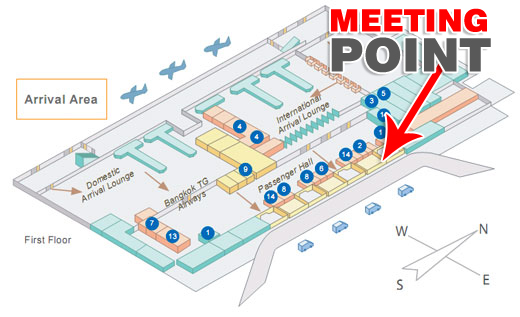 MEETING
POINT
Arrival Area
International
Arrival Lounge
5
3
4
4
1
2
14
9
Passenger Hall
6
8
8
14
Domestic
Arrival Lounge
Bangkok TG
Airways
7
13
1
First Floor
N
W
E
S